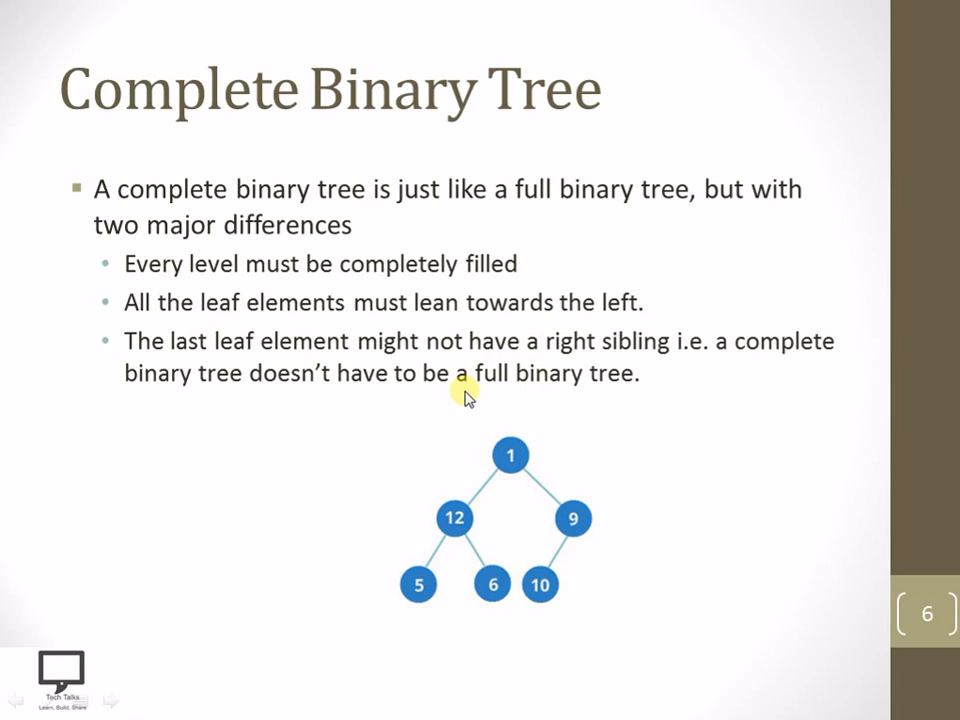 Complete Binary Tree
A complete binary tree is just like a full binary tree, but with
two major differences
Every level must be completely filled
All the leaf elements must lean towards the left.
The last leaf element might not have a right sibling i.e. a complete
binary tree doesn't have to be a full binary tree.
1
12 9
5 6 10
6
Tech Talks
Learn, Build, Share